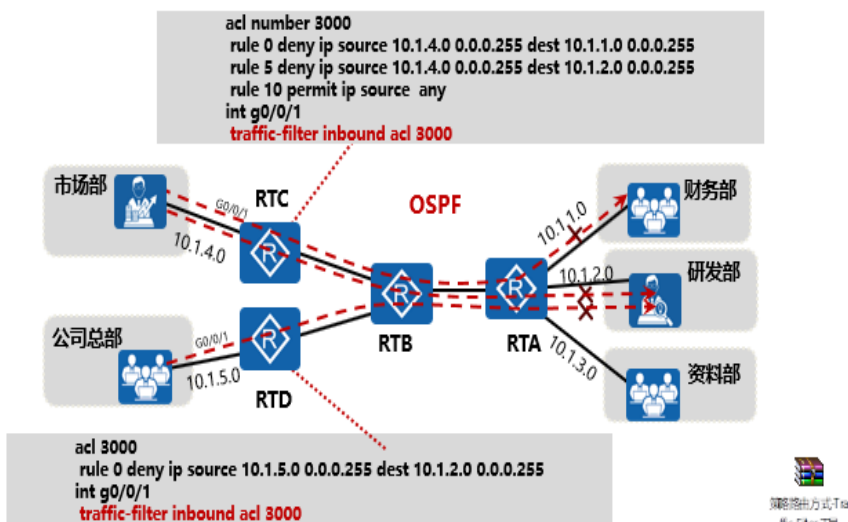 acl number 3000
rule 0 deny ip source 10.1.4.0 0.0.0.255 dest 10.1.1.0 0.0.0.255
rule 5 deny ip source 10.1.4.0 0.0.0.255 dest 10.1.2.0 0.0.0.255
rule 10 permit ip source any
int g0/0/1
traffic-filter inbound acl 3000
市场部
RTC
G0/0/1
10.1.4.0
OSPF
10.1.1.0
财务部
10.1.2.0
研发部
公司总部
G0/0/1
10.1.5.0
RTD
RTB
RTA
10.1.3.0
资料部
acl 3000
rule 0 deny ip source 10.1.5.0 0.0.0.255 dest 10.1.2.0 0.0.0.255
int g0/0/1
traffic-filter inbound acl 3000
策略路由方式-Tra